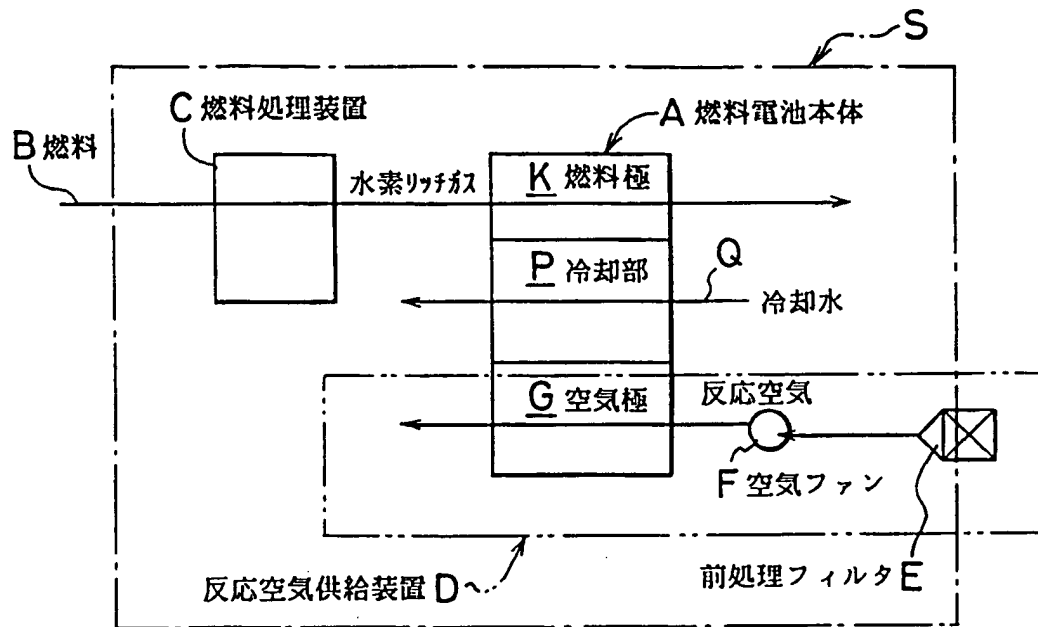 S
C 燃料処理装置
A 燃料電池本体
B 燃料
水素リッチガス
K 燃料極
P 冷却部
Q
冷却水
G 空気極
反応空気
F 空気ファン
前処理フィルタ E
反応空気供給装置 D